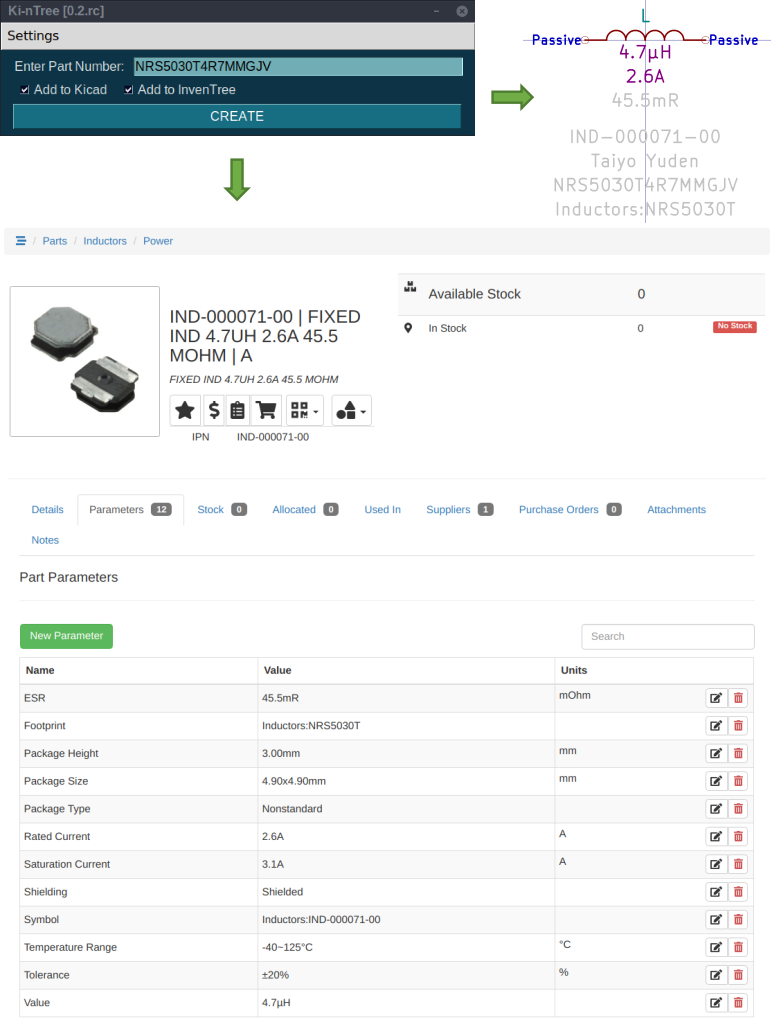 Ki-nTree [0.2.rc]
Settings
Enter Part Number: NRS5030T4R7MMGJV
Add to Kicad Add to InvenTree
CREATE
L
Passive Passive
4.7µH
2.6A
45.5mR
IND-000071-00
Taiyo Yuden
NRS5030T4R7MMGJV
Inductors:NRS5030T
/ Parts / Inductors / Power
IND-000071-00 | FIXED
IND 4.7UH 2.6A 45.5
MOHM | A
FIXED IND 4.7UH 2.6A 45.5 MOHM
IPN IND-000071-00
Available Stock 0
In Stock 0 No Stock
Details Parameters 12 Stock 0 Allocated 0 Used In Suppliers 1 Purchase Orders 0 Attachments
Notes
Part Parameters
New Parameter Search
Name Value Units
ESR 45.5mR mOhm
Footprint Inductors:NRS5030T
Package Height 3.00mm mm
Package Size 4.90x4.90mm mm
Package Type Nonstandard
Rated Current 2.6A A
Saturation Current 3.1A A
Shielding Shielded
Symbol Inductors:IND-000071-00
Temperature Range -40~125°C °C
Tolerance ±20% %
Value 4.7µH